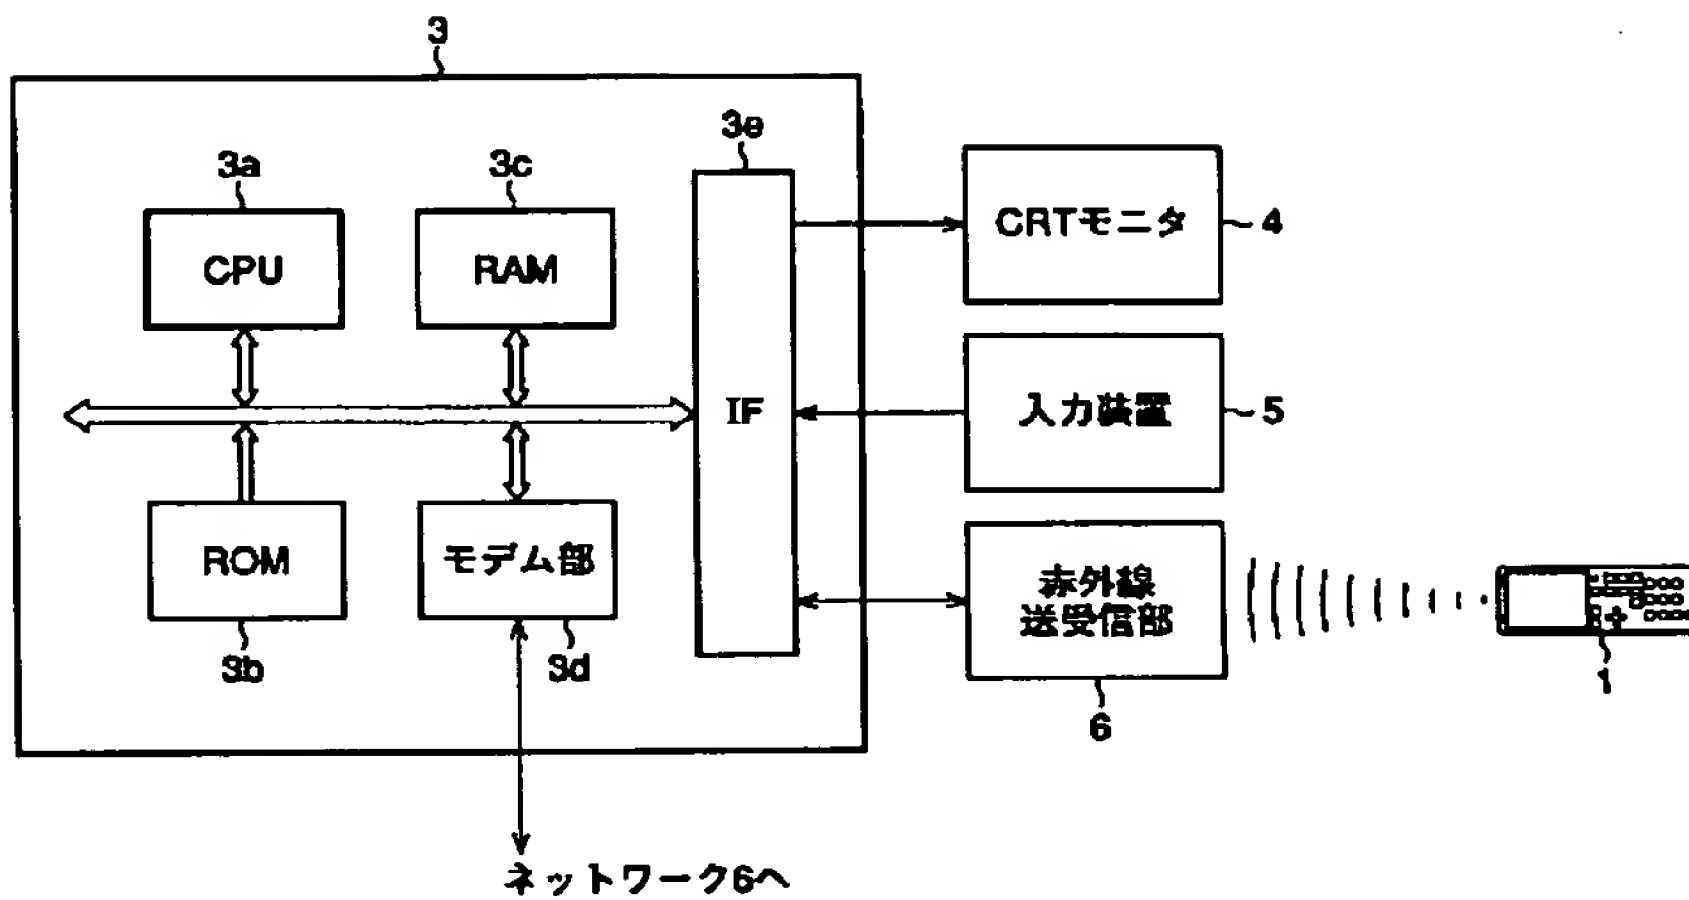 3
3e
3a
3c
CPU
RAM
CRTモニタ
4
IF
入力装置
5
ROM
モデム部
赤外線
送受信部
3b
3d
6
1
ネットワーク6へ